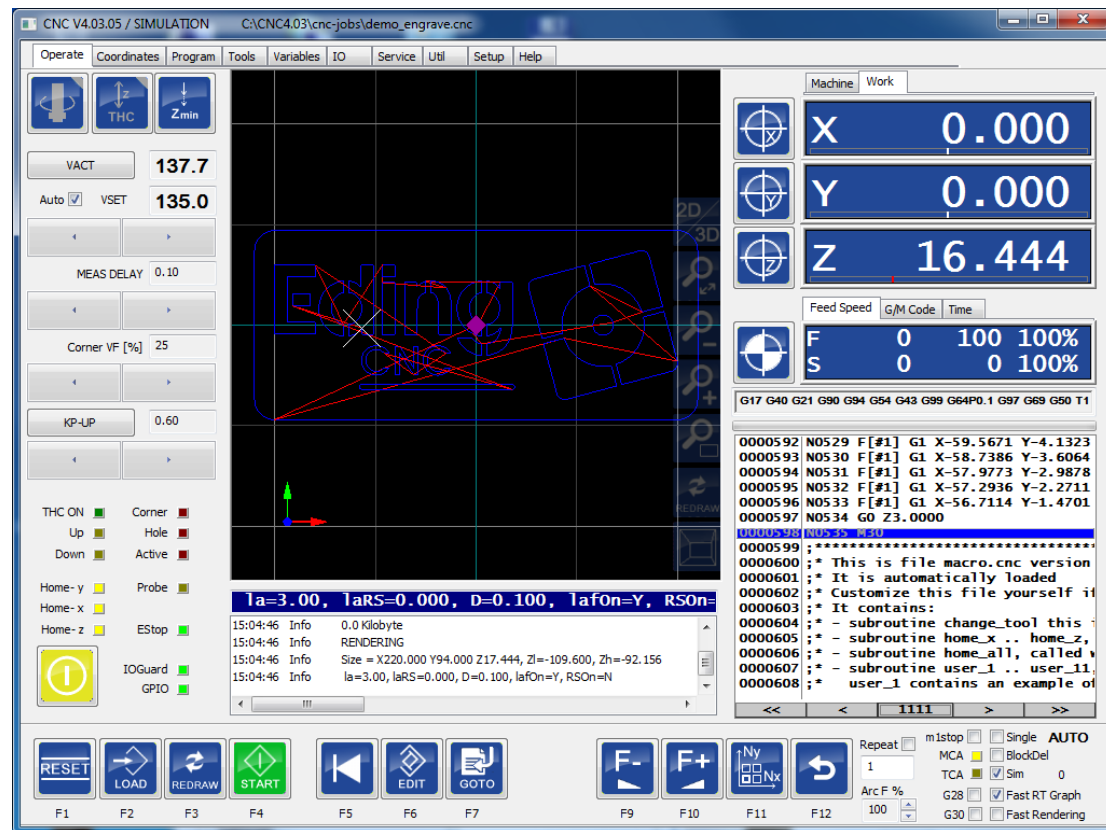 CNC V4.03.05 / SIMULATION C:\CNC4.03\cnc-jobs\demo_engrave.cnc
Operate Coordinates Program Tools Variables IO Service Util Setup Help
THC
Z
Zmin
VACT 137.7
Auto VSET 135.0
MEAS DELAY 0.10
Corner VF [%] 25
KP-UP 0.60
THC ON Corner
Up Hole
Down Active
Home- y Probe
Home- x
Home- z EStop
IOGuard
GPIO
Eding
CNC
2D
3D
REDRAW
la=3.00, laRS=0.000, D=0.100, lafOn=Y, RSOn=
15:04:46 Info 0.0 Kilobyte
15:04:46 Info RENDERING
15:04:46 Info Size = X220.000 Y94.000 Z17.444, Zl=-109.600, Zh=-92.156
15:04:46 Info la=3.00, laRS=0.000, D=0.100, lafOn=Y, RSOn=N
Machine Work
X X 0.000
Y Y 0.000
Z Z 16.444
Feed Speed G/M Code Time
F 0 100 100%
S 0 0 100%
G17 G40 G21 G90 G94 G54 G43 G99 G64P0.1 G97 G69 G50 T1
0000592 N0529 F[#1] G1 X-59.5671 Y-4.1323
0000593 N0530 F[#1] G1 X-58.7386 Y-3.6064
0000594 N0531 F[#1] G1 X-57.9773 Y-2.9878
0000595 N0532 F[#1] G1 X-57.2936 Y-2.2711
0000596 N0533 F[#1] G1 X-56.7114 Y-1.4701
0000597 N0534 G0 Z3.0000
0000598 N0535 M30
0000599 ;***********************************
0000600 ;* This is file macro.cnc version
0000601 ;* It is automatically loaded
0000602 ;* Customize this file yourself if
0000603 ;* It contains:
0000604 ;* - subroutine change_tool this
0000605 ;* - subroutine home_x .. home_z,
0000606 ;* - subroutine home_all, called
0000607 ;* - subroutine user_1 .. user_11,
0000608 ;* user_1 contains an example of
<< < 1111 > >>
RESET LOAD REDRAW START EDIT GOTO F- F+ Ny Nx
F1 F2 F3 F4 F5 F6 F7 F9 F10 F11 F12
Repeat
1
Arc F %
100
m1stop Single AUTO
MCA BlockDel
TCA Sim 0
G28 Fast RT Graph
G30 Fast Rendering